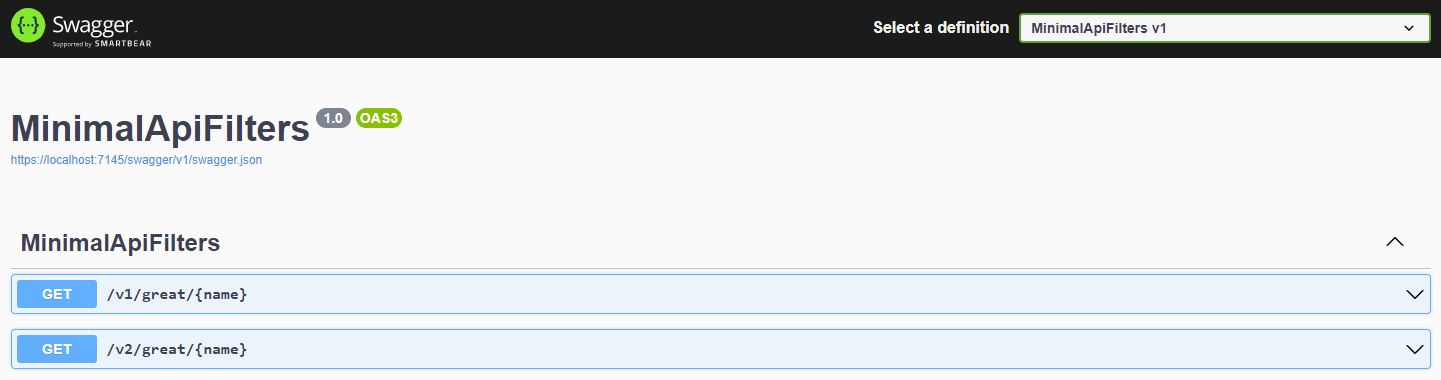 Swagger
Supported by SMARTBEAR
Select a definition
MinimalApiFilters v1
MinimalApiFilters 1.0 OAS3
https://localhost:7145/swagger/v1/swagger.json
MinimalApiFilters
GET /v1/great/{name}
GET /v2/great/{name}